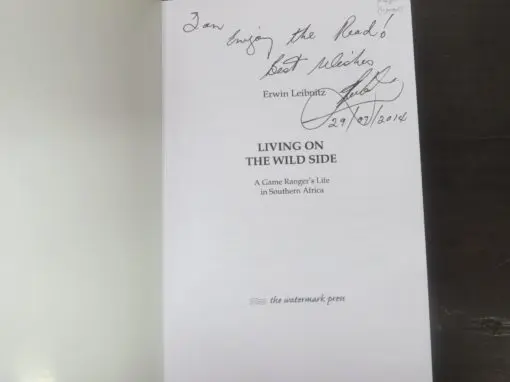 Ian
Enjoy the Read!
Best Wishes
Erwin Leibnitz
29/07/2014
LIVING ON
THE WILD SIDE
A Game Ranger's Life
in Southern Africa
the watermark press